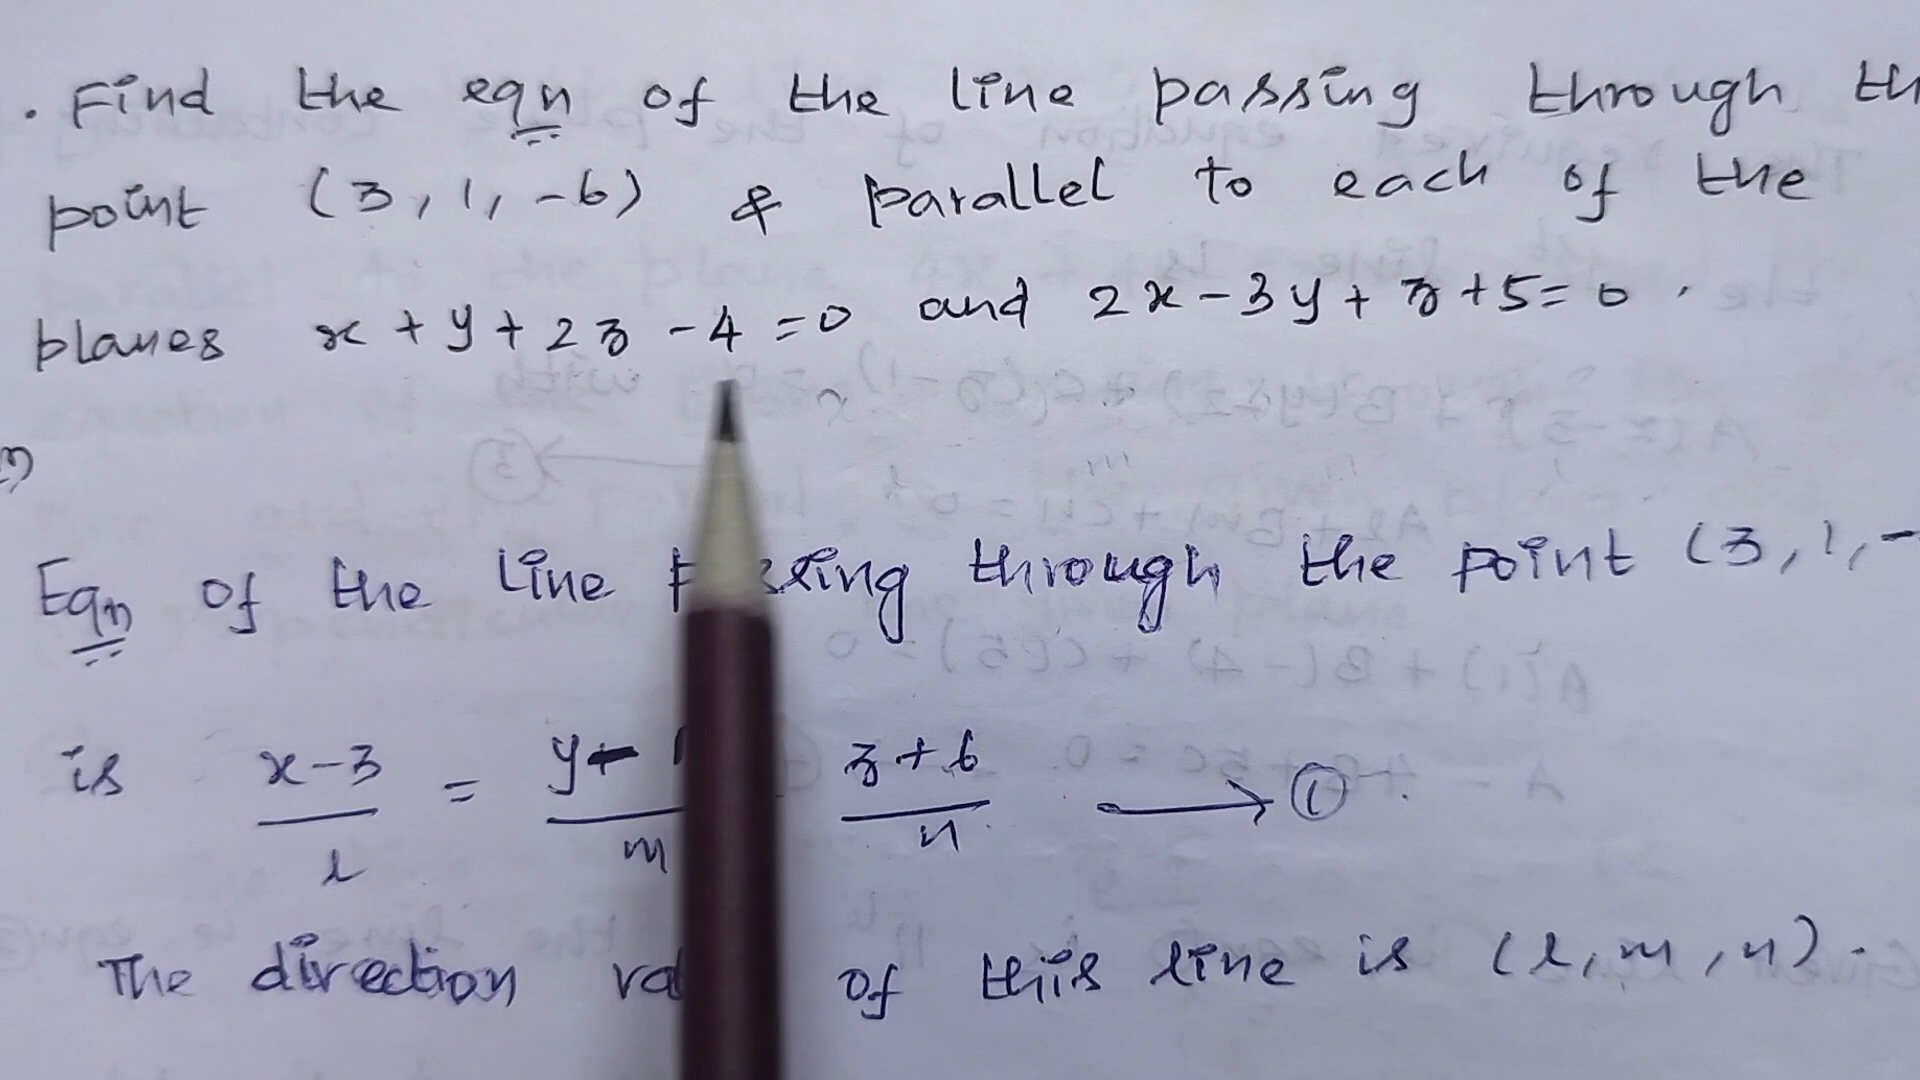 . Find the eqn of the line passing through th
point (3, 1, -6) & parallel to each of the
planes x + y + 2z - 4 = 0 and 2x - 3y + z + 5 = 0 .
Eqn of the line through the point (3, 1, -
is x-3/l = y- /m z+6/n → ①
The direction of this line is (l, m, n).